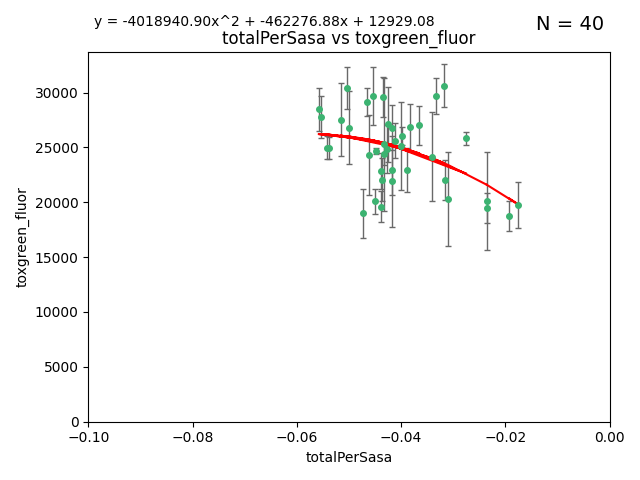 y = -4018940.90x^2 + -462276.88x + 12929.08
N = 40
totalPerSasa vs toxgreen_fluor
toxgreen_fluor
30000
25000
20000
15000
10000
5000
0
−0.10 −0.08 −0.06 −0.04 −0.02 0.00
totalPerSasa